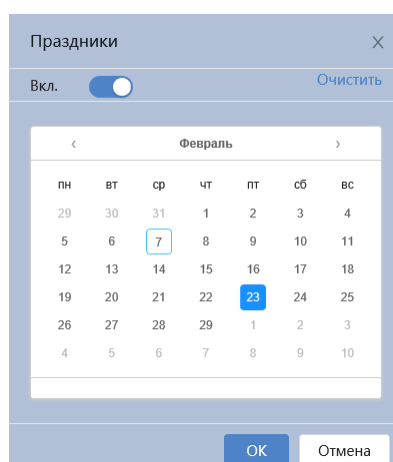 Праздники X
Вкл. Очистить
‹ Февраль ›
пн вт ср чт пт сб вс
29 30 31 1 2 3 4
5 6 7 8 9 10 11
12 13 14 15 16 17 18
19 20 21 22 23 24 25
26 27 28 29 1 2 3
4 5 6 7 8 9 10
ОК Отмена